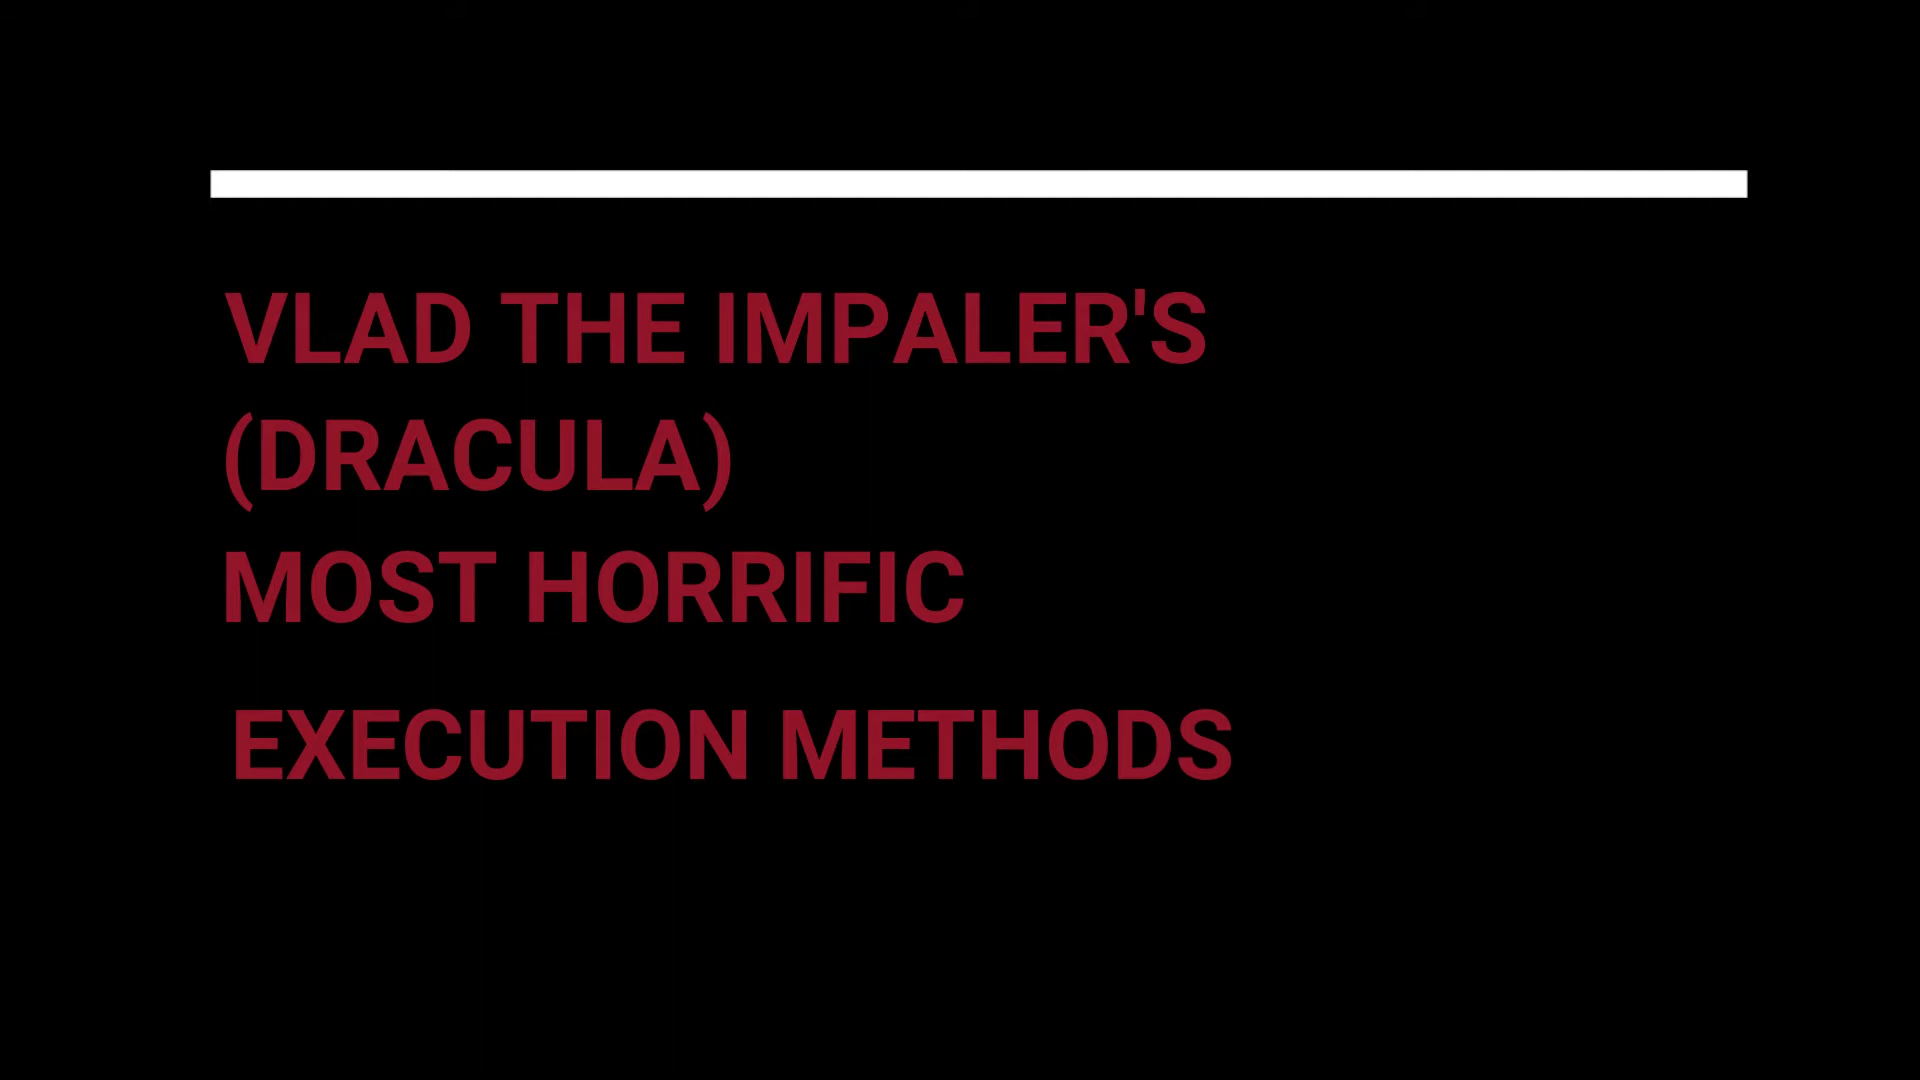 VLAD THE IMPALER'S
(DRACULA)
MOST HORRIFIC
EXECUTION METHODS